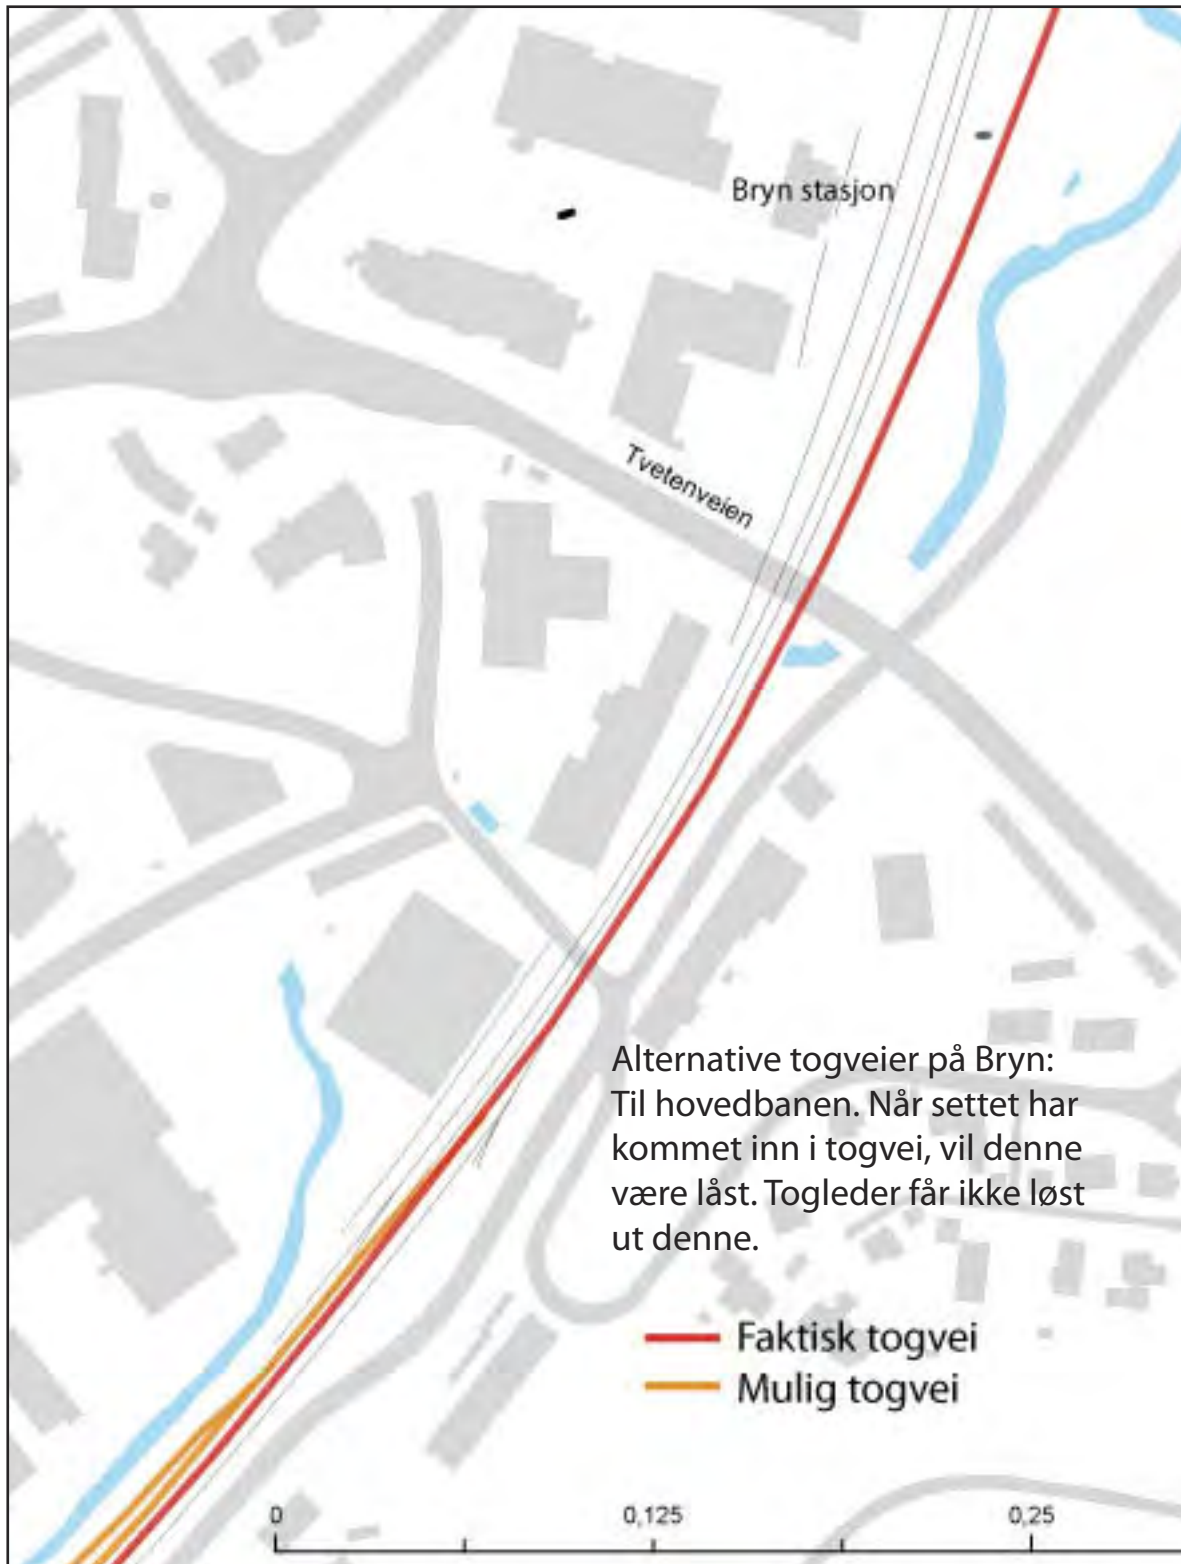 Bryn stasjon
Tvetenveien
Alternative togveier på Bryn:
Til hovedbanen. Når settet har
kommet inn i togvei, vil denne
være låst. Togleder får ikke løst
ut denne.
Faktisk togvei
Mulig togvei
0 0,125 0,25